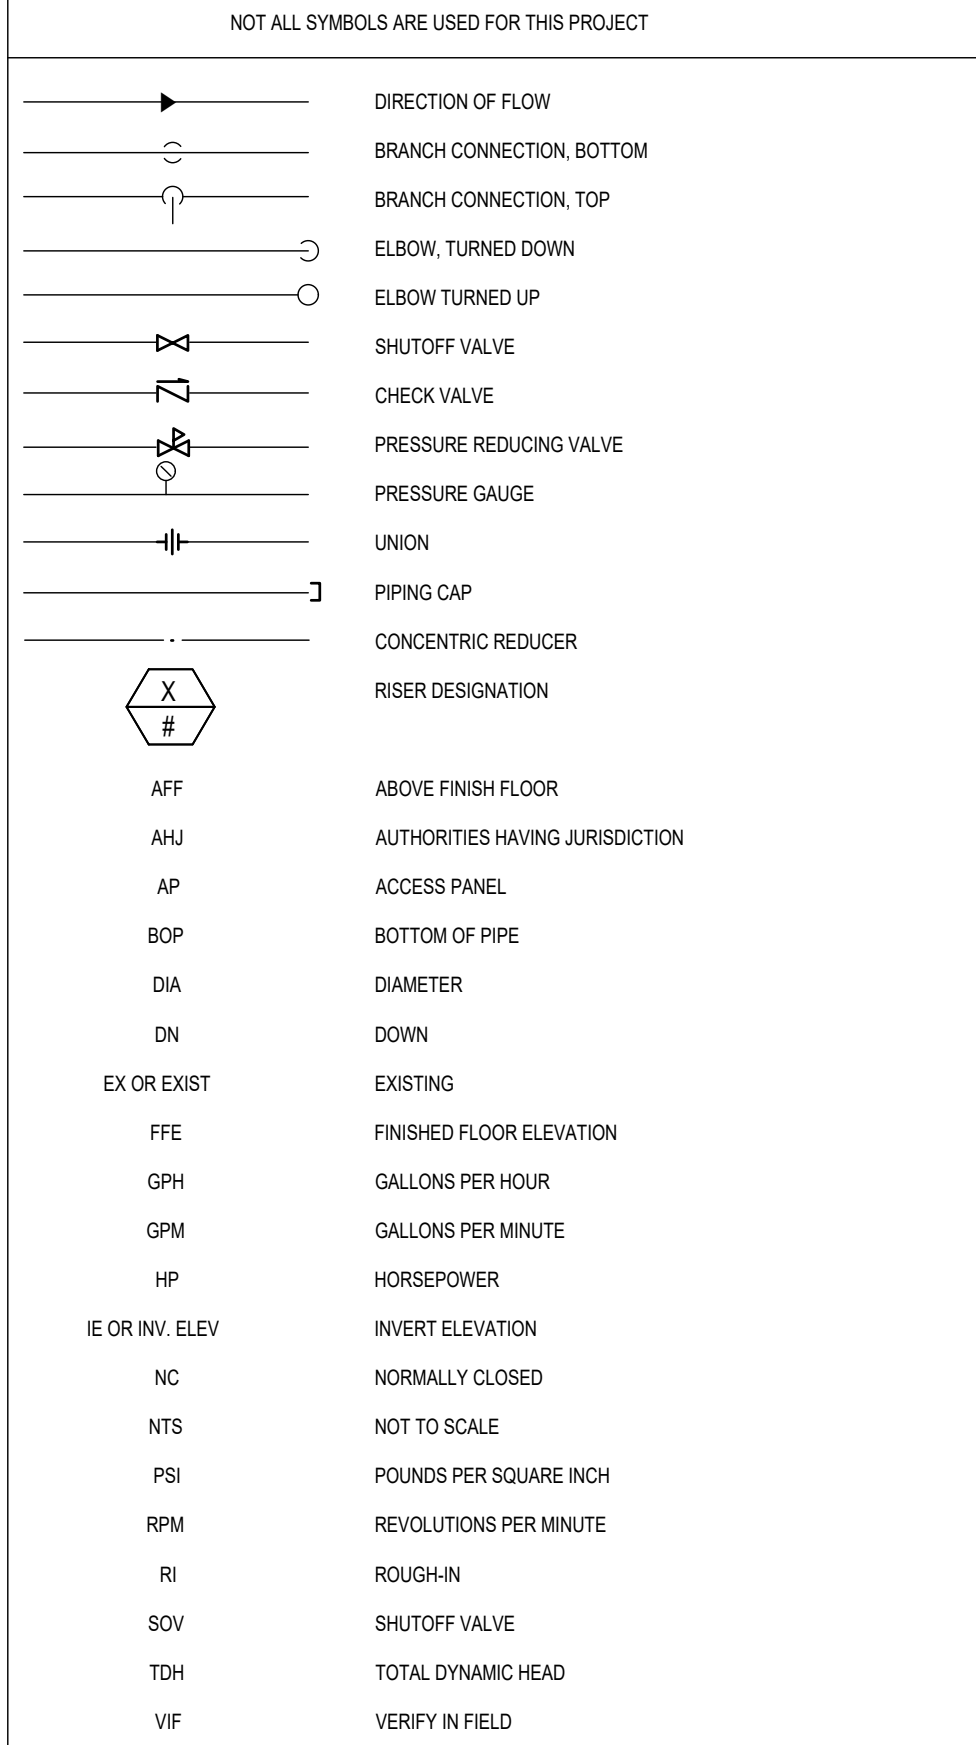 NOT ALL SYMBOLS ARE USED FOR THIS PROJECT
DIRECTION OF FLOW
BRANCH CONNECTION, BOTTOM
BRANCH CONNECTION, TOP
ELBOW, TURNED DOWN
ELBOW TURNED UP
SHUTOFF VALVE
CHECK VALVE
PRESSURE REDUCING VALVE
PRESSURE GAUGE
UNION
PIPING CAP
CONCENTRIC REDUCER
X RISER DESIGNATION
#
AFF ABOVE FINISH FLOOR
AHJ AUTHORITIES HAVING JURISDICTION
AP ACCESS PANEL
BOP BOTTOM OF PIPE
DIA DIAMETER
DN DOWN
EX OR EXIST EXISTING
FFE FINISHED FLOOR ELEVATION
GPH GALLONS PER HOUR
GPM GALLONS PER MINUTE
HP HORSEPOWER
IE OR INV. ELEV INVERT ELEVATION
NC NORMALLY CLOSED
NTS NOT TO SCALE
PSI POUNDS PER SQUARE INCH
RPM REVOLUTIONS PER MINUTE
RI ROUGH-IN
SOV SHUTOFF VALVE
TDH TOTAL DYNAMIC HEAD
VIF VERIFY IN FIELD